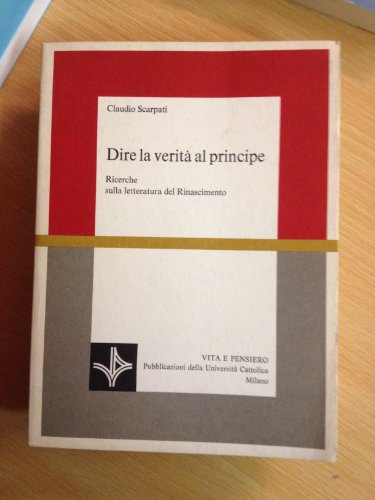 Claudio Scarpati
Dire la verità al principe
Ricerche
sulla letteratura del Rinascimento
VITA E PENSIERO
Pubblicazioni della Università Cattolica
Milano